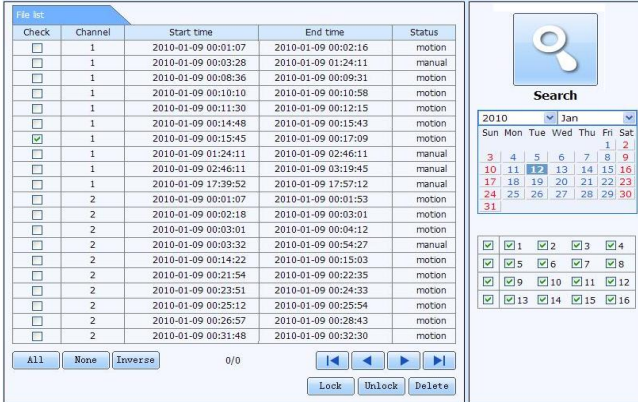 File list
Check Channel Start time End time Status
1 2010-01-09 00:01:07 2010-01-09 00:02:16 motion
1 2010-01-09 00:03:28 2010-01-09 01:24:11 manual
1 2010-01-09 00:08:36 2010-01-09 00:09:31 motion
1 2010-01-09 00:10:10 2010-01-09 00:10:58 motion
1 2010-01-09 00:11:30 2010-01-09 00:12:15 motion
1 2010-01-09 00:14:48 2010-01-09 00:15:43 motion
1 2010-01-09 00:15:45 2010-01-09 00:17:09 motion
1 2010-01-09 01:24:11 2010-01-09 02:46:11 manual
1 2010-01-09 02:46:11 2010-01-09 03:19:45 manual
1 2010-01-09 17:39:52 2010-01-09 17:57:12 manual
2 2010-01-09 00:01:07 2010-01-09 00:01:53 motion
2 2010-01-09 00:02:18 2010-01-09 00:03:01 motion
2 2010-01-09 00:03:01 2010-01-09 00:04:12 motion
2 2010-01-09 00:03:32 2010-01-09 00:54:27 manual
2 2010-01-09 00:14:22 2010-01-09 00:15:03 motion
2 2010-01-09 00:21:54 2010-01-09 00:22:35 motion
2 2010-01-09 00:23:51 2010-01-09 00:24:33 motion
2 2010-01-09 00:25:12 2010-01-09 00:25:54 motion
2 2010-01-09 00:26:57 2010-01-09 00:28:43 motion
2 2010-01-09 00:31:48 2010-01-09 00:32:30 motion
All None Inverse 0/0
Lock Unlock Delete
Search
2010 Jan
Sun Mon Tue Wed Thu Fri Sat
1 2
3 4 5 6 7 8 9
10 11 12 13 14 15 16
17 18 19 20 21 22 23
24 25 26 27 28 29 30
31
1 2 3 4
5 6 7 8
9 10 11 12
13 14 15 16